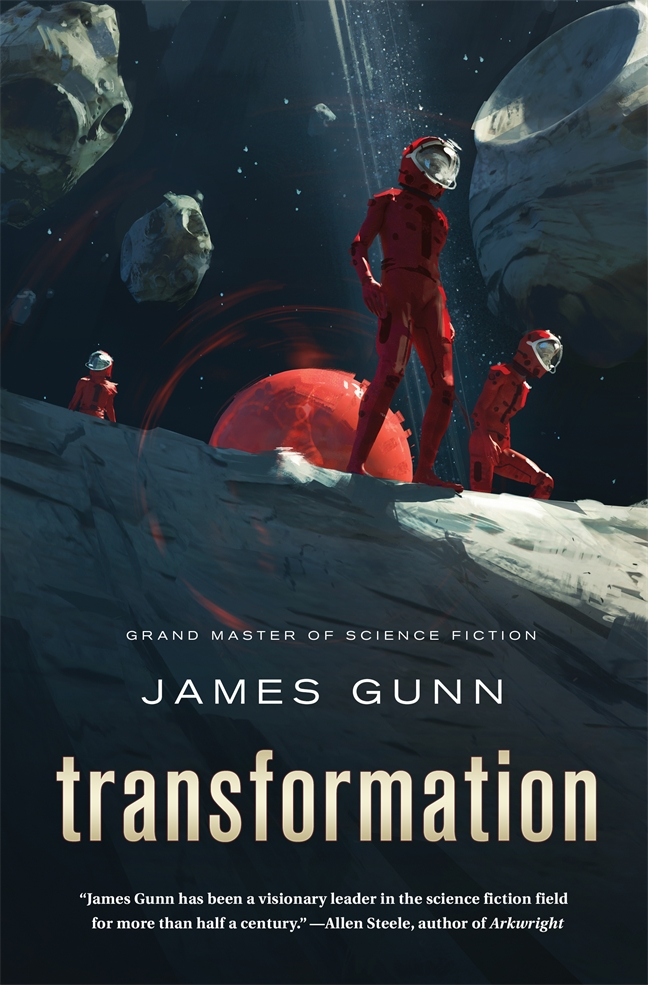 GRAND MASTER OF SCIENCE FICTION
JAMES GUNN
transformation
“James Gunn has been a visionary leader in the science fiction field
for more than half a century.” —Allen Steele, author of Arkwright